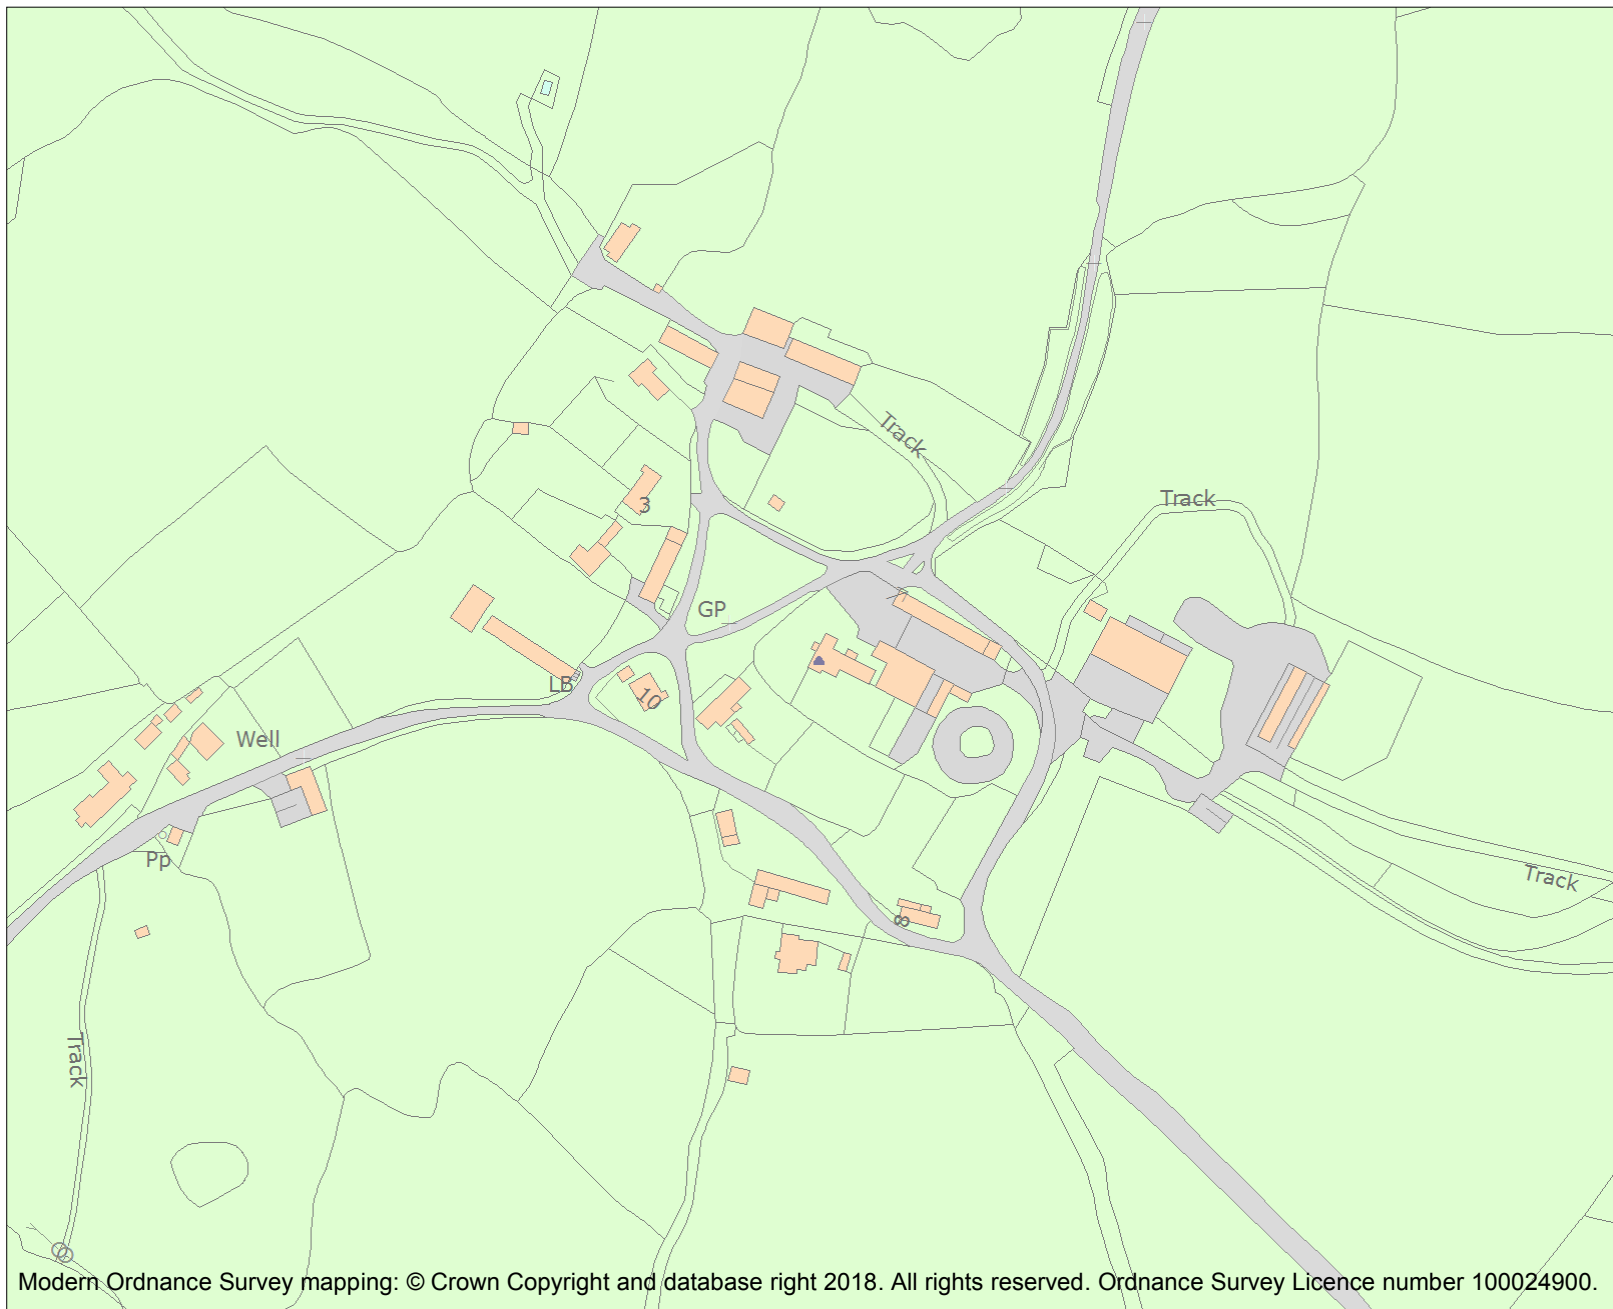 Track
Track
3
GP
LB
10
Well
Pp
8
Track
Track
Modern Ordnance Survey mapping: © Crown Copyright and database right 2018. All rights reserved. Ordnance Survey Licence number 100024900.